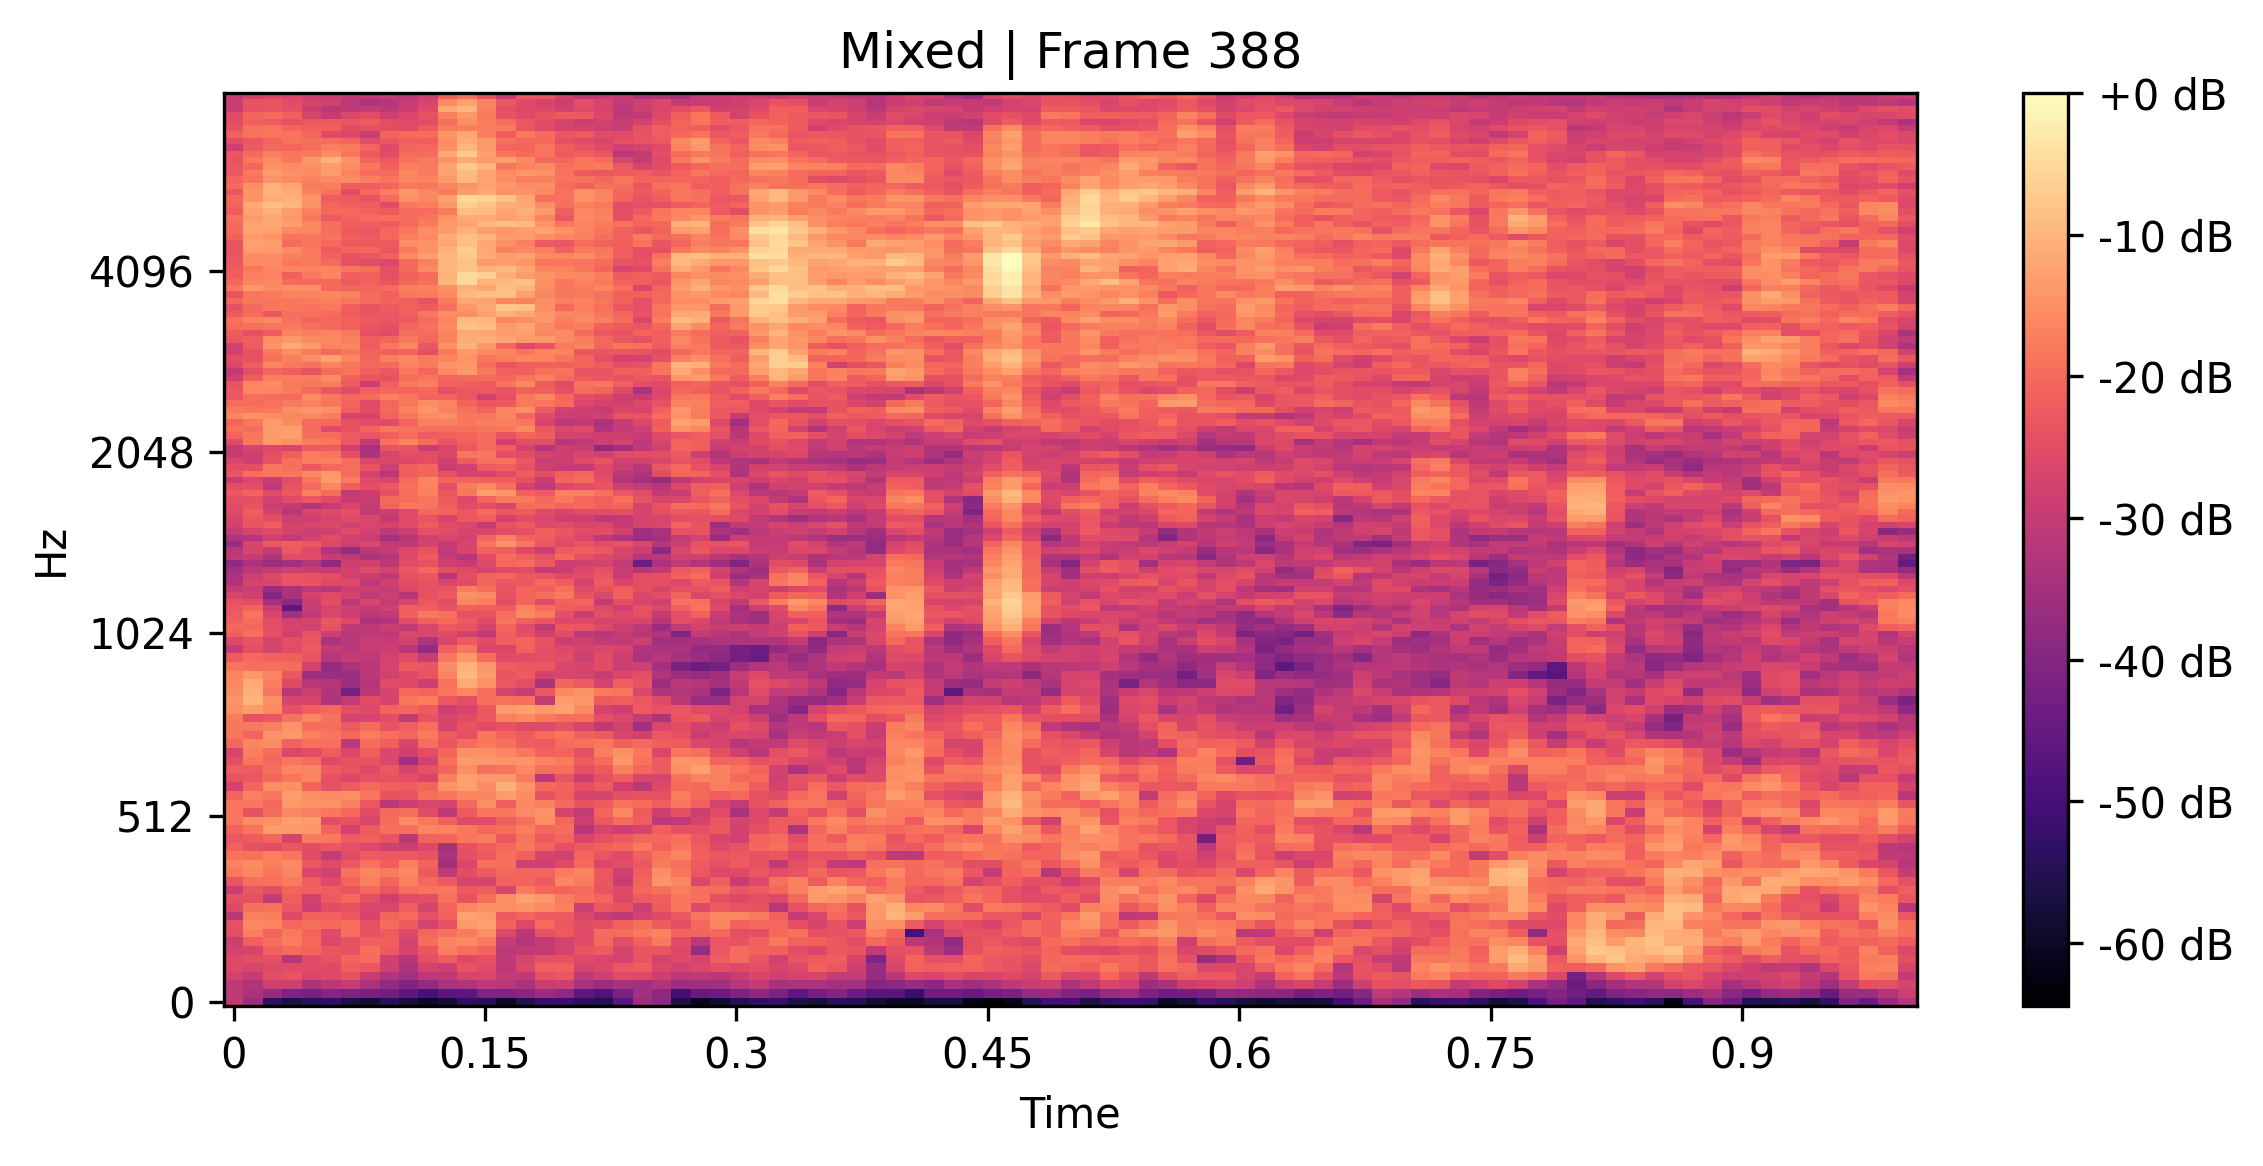 Mixed | Frame 388
+0 dB
-10 dB
-20 dB
-30 dB
-40 dB
-50 dB
-60 dB
Hz
4096
2048
1024
512
0
0 0.15 0.3 0.45 0.6 0.75 0.9
Time